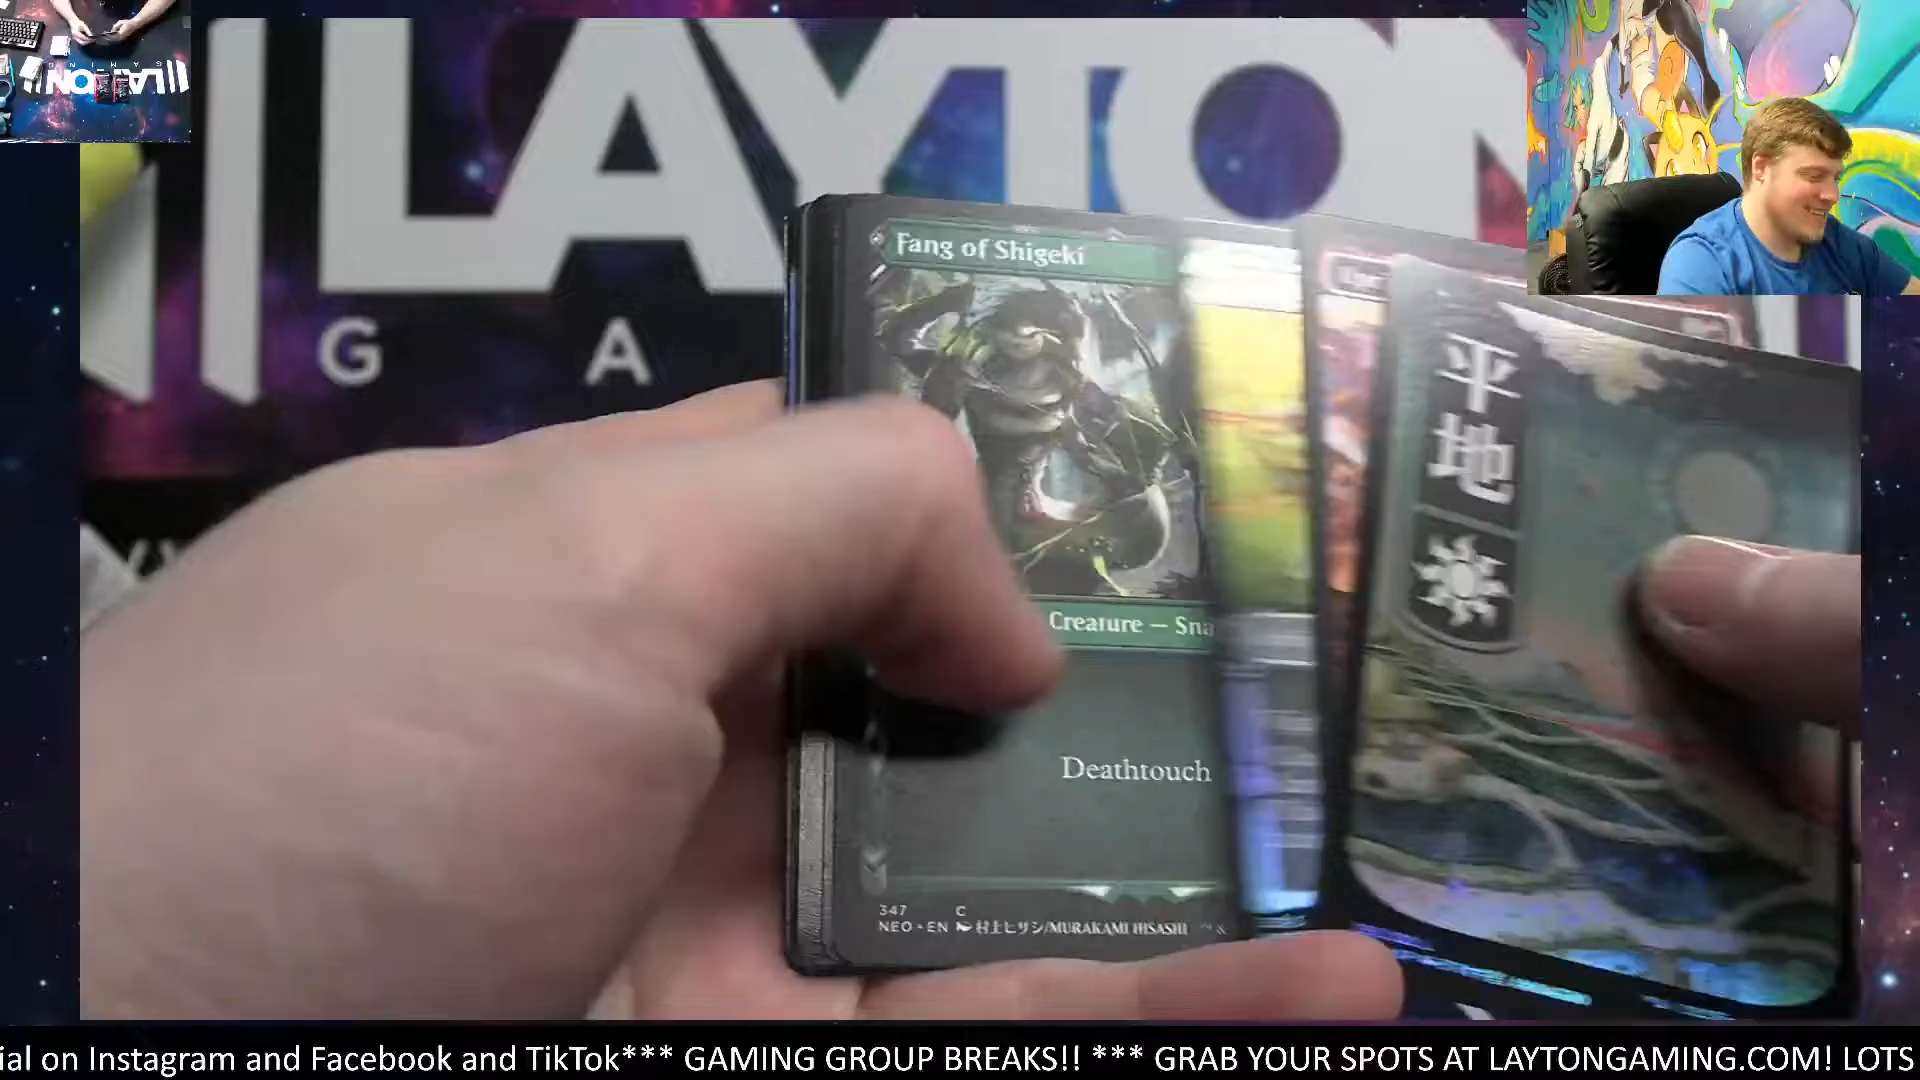 LAYTON
G A
Fang of Shigeki
Creature — Sna
Deathtouch
347 C
NEO • EN 村上ヒサシ/MURAKAMI HISASHI
平地
ial on Instagram and Facebook and TikTok*** GAMING GROUP BREAKS!! *** GRAB YOUR SPOTS AT LAYTONGAMING.COM! LOTS